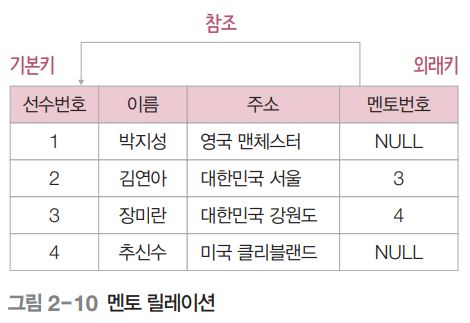 참조
기본키 외래키
선수번호 이름 주소 멘토번호
1 박지성 영국 맨체스터 NULL
2 김연아 대한민국 서울 3
3 장미란 대한민국 강원도 4
4 추신수 미국 클리블랜드 NULL
그림 2-10 멘토 릴레이션